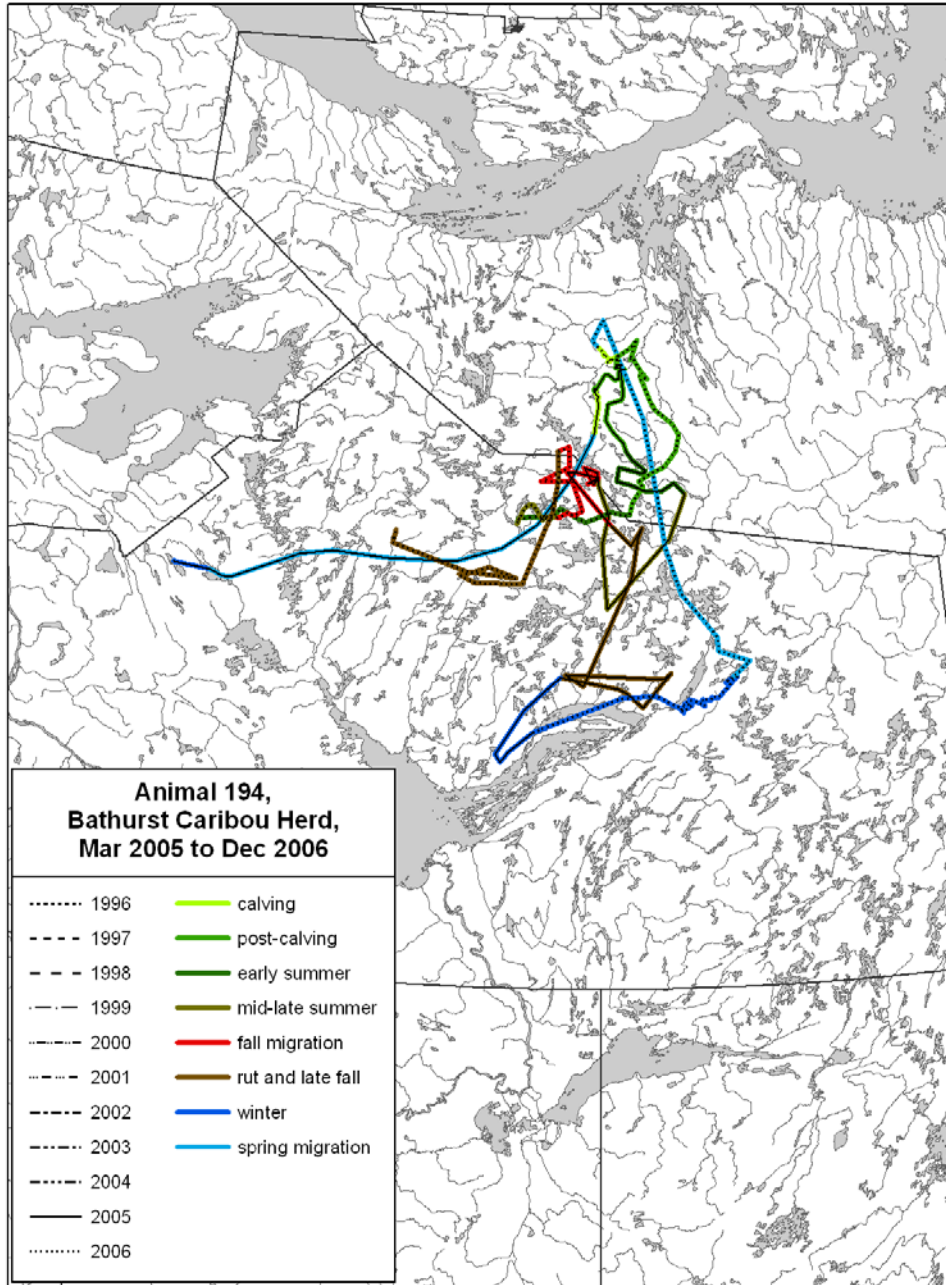 Animal 194,
Bathurst Caribou Herd,
Mar 2005 to Dec 2006
1996
1997
1998
1999
2000
2001
2002
2003
2004
2005
2006
calving
post-calving
early summer
mid-late summer
fall migration
rut and late fall
winter
spring migration